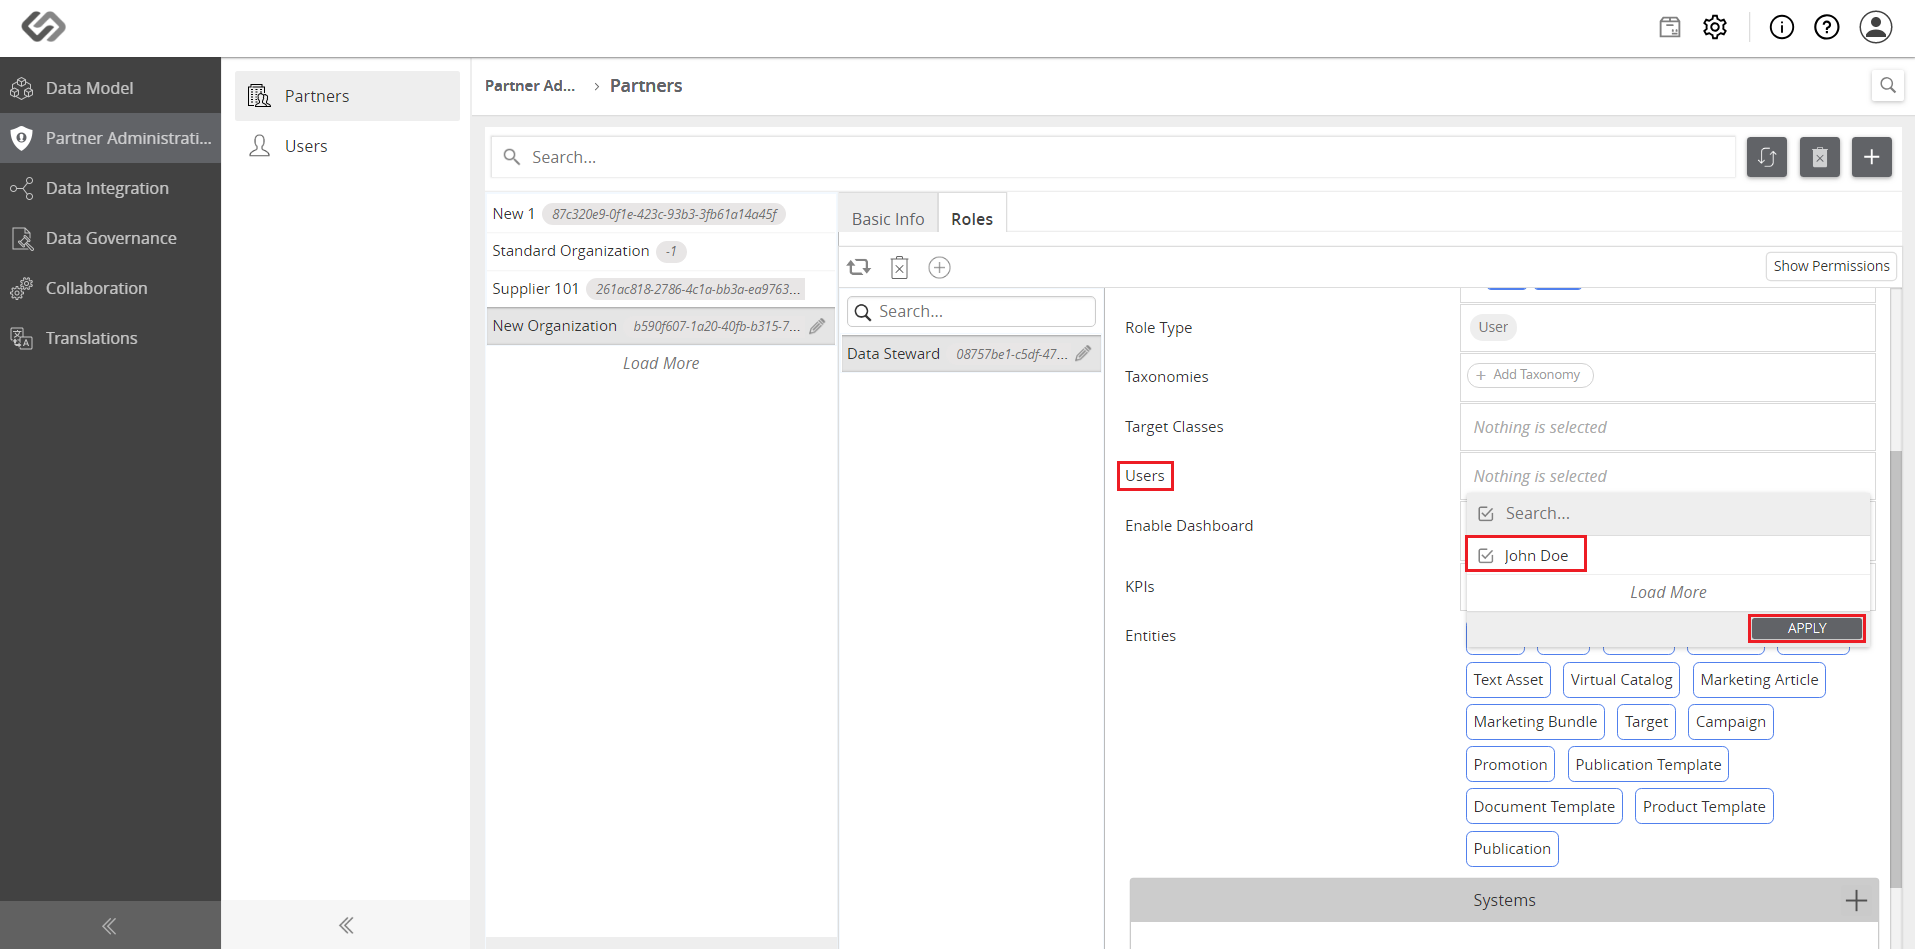 Data Model
Partner Administrati...
Data Integration
Data Governance
Collaboration
Translations
Partners
Users
Partner Ad... > Partners
Search...
New 1 87c320e9-0f1e-423c-93b3-3fb61a14a45f
Standard Organization -1
Supplier 101 261ac818-2786-4c1a-bb3a-ea9763...
New Organization b590f607-1a20-40fb-b315-7...
Load More
Basic Info Roles
Show Permissions
Search...
Data Steward 08757be1-c5df-47...
Role Type User
Taxonomies + Add Taxonomy
Target Classes Nothing is selected
Users Nothing is selected
Search...
Enable Dashboard
John Doe
KPIs
Load More
APPLY
Entities
Text Asset Virtual Catalog Marketing Article
Marketing Bundle Target Campaign
Promotion Publication Template
Document Template Product Template
Publication
Systems